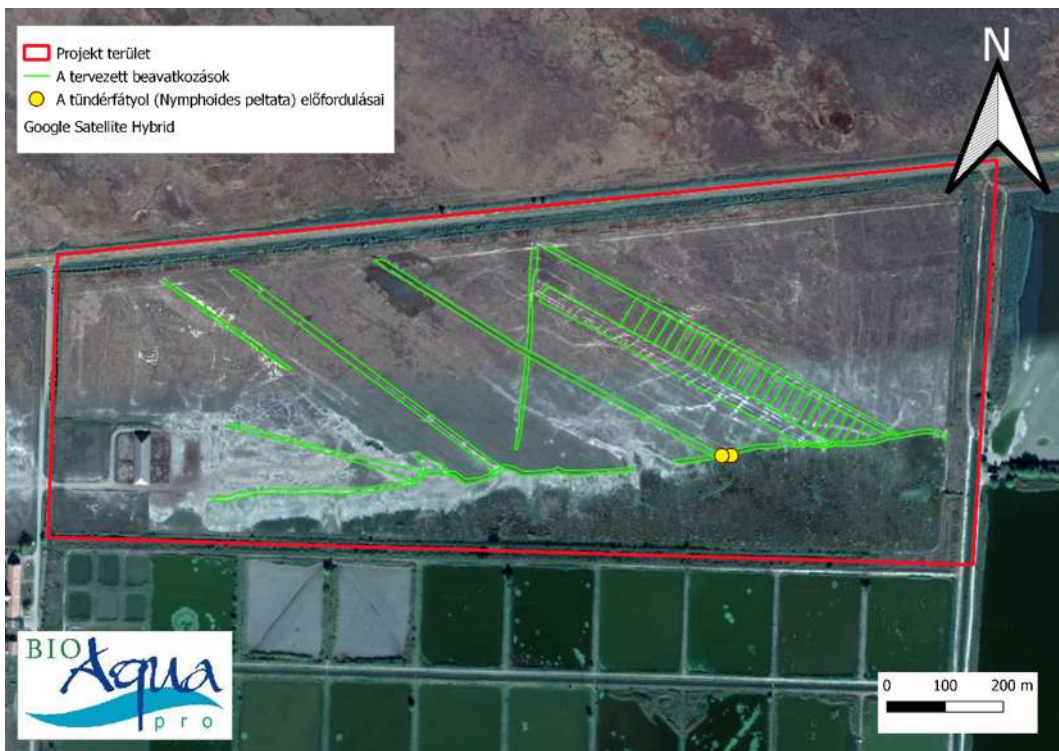 Projekt terület
A tervezett beavatkozások
A tündérfátyol (Nymphoides peltata) előfordulásai
Google Satellite Hybrid
N
BIO
Aqua
pro
0 100 200 m